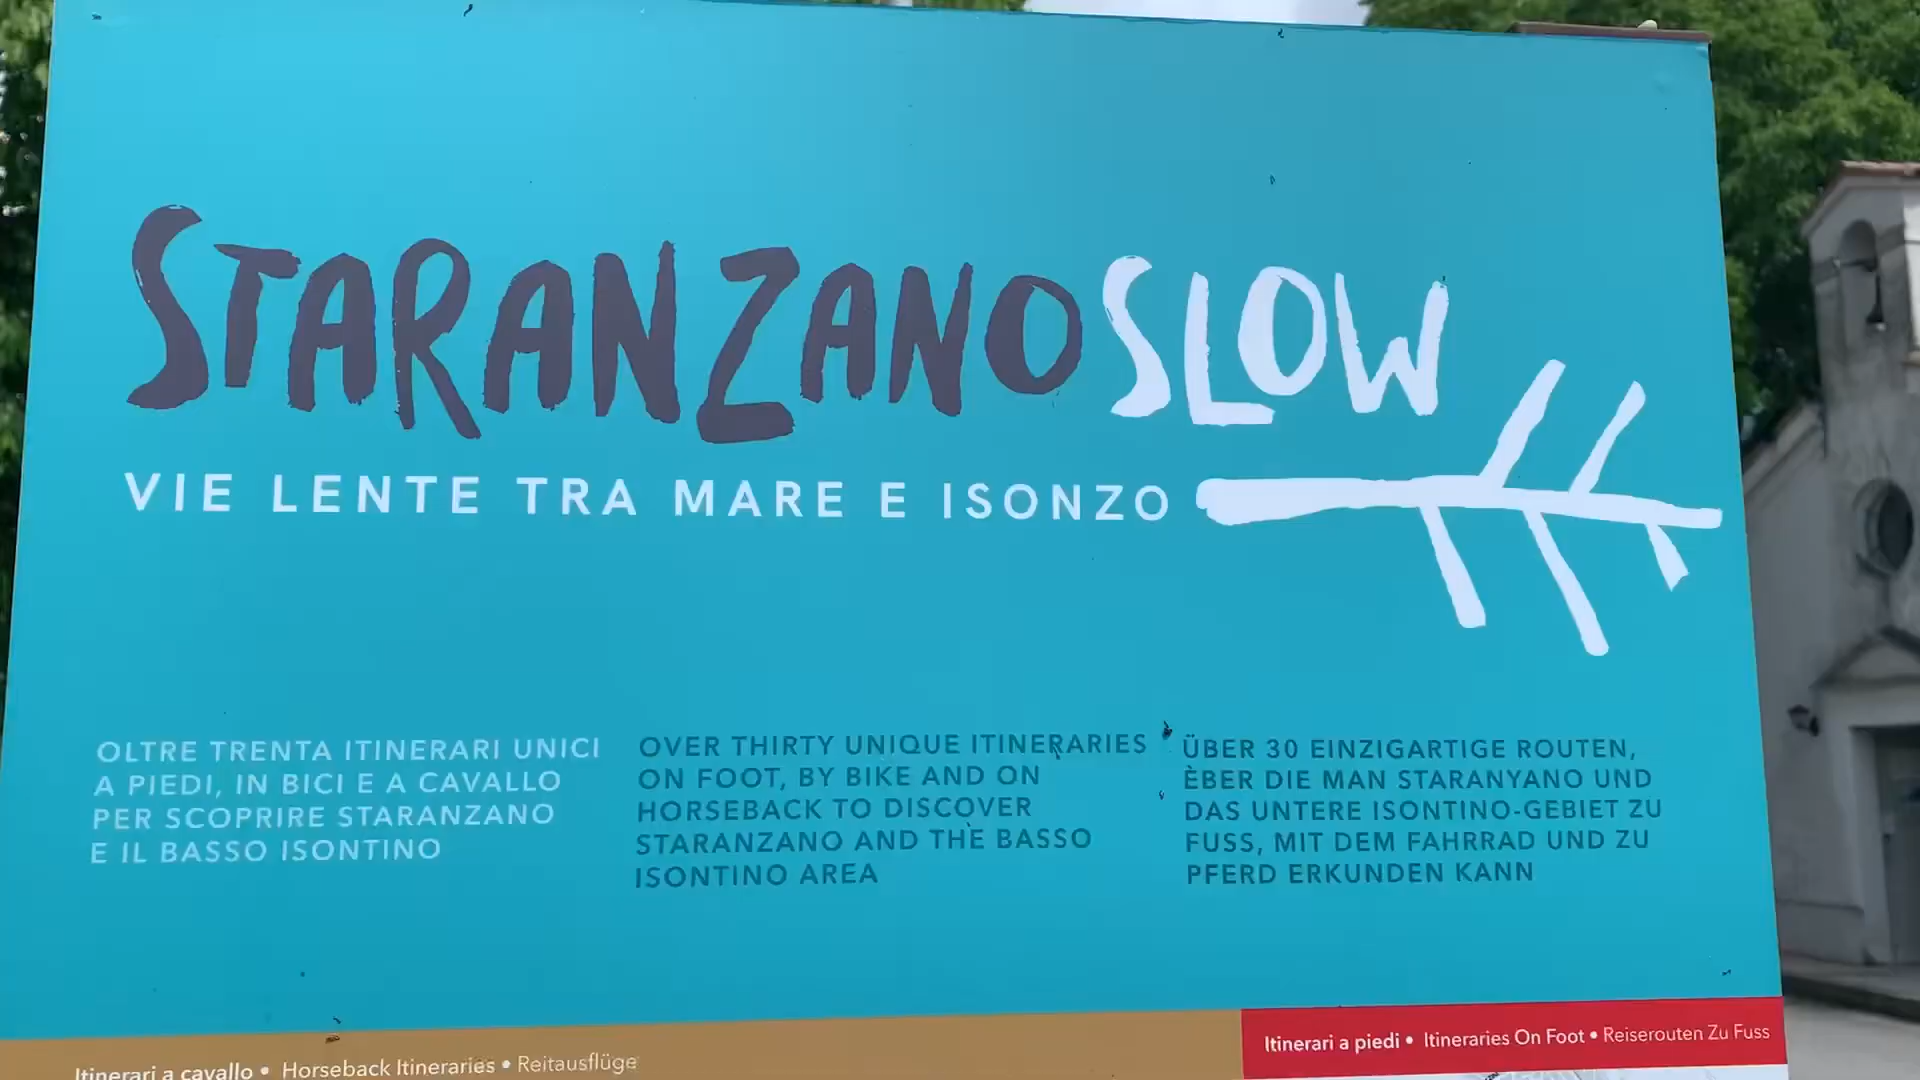 STARANZANO SLOW
VIE LENTE TRA MARE E ISONZO
OLTRE TRENTA ITINERARI UNICI
A PIEDI, IN BICI E A CAVALLO
PER SCOPRIRE STARANZANO
E IL BASSO ISONTINO
OVER THIRTY UNIQUE ITINERARIES
ON FOOT, BY BIKE AND ON
HORSEBACK TO DISCOVER
STARANZANO AND THE BASSO
ISONTINO AREA
ÜBER 30 EINZIGARTIGE ROUTEN,
ÈBER DIE MAN STARANYANO UND
DAS UNTERE ISONTINO-GEBIET ZU
FUSS, MIT DEM FAHRRAD UND ZU
PFERD ERKUNDEN KANN
Itinerari a cavallo • Horseback Itineraries • Reitausflüge
Itinerari a piedi • Itineraries On Foot • Reiserouten Zu Fuss